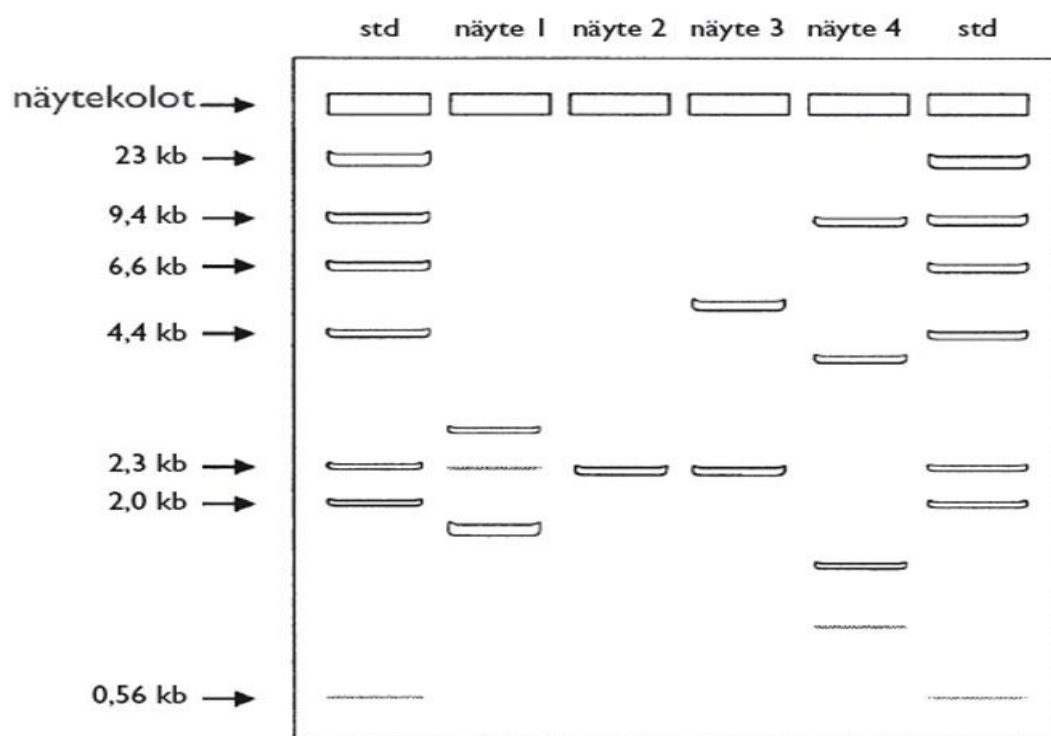 std näyte 1 näyte 2 näyte 3 näyte 4 std
näytekolot
23 kb
9,4 kb
6,6 kb
4,4 kb
2,3 kb
2,0 kb
0,56 kb